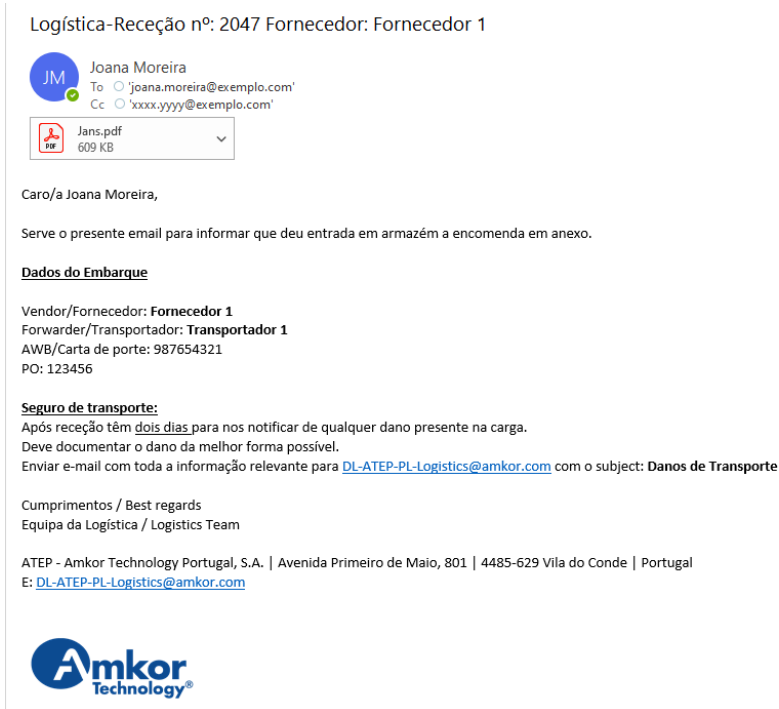 Logística-Receção nº: 2047 Fornecedor: Fornecedor 1
JM
Joana Moreira
To 'joana.moreira@exemplo.com'
Cc 'xxxx.yyyy@exemplo.com'
PDF
Jans.pdf
609 KB
Caro/a Joana Moreira,
Serve o presente email para informar que deu entrada em armazém a encomenda em anexo.
Dados do Embarque
Vendor/Fornecedor: Fornecedor 1
Forwarder/Transportador: Transportador 1
AWB/Carta de porte: 987654321
PO: 123456
Seguro de transporte:
Após receção têm dois dias para nos notificar de qualquer dano presente na carga.
Deve documentar o dano da melhor forma possível.
Enviar e-mail com toda a informação relevante para DL-ATEP-PL-Logistics@amkor.com com o subject: Danos de Transporte
Cumprimentos / Best regards
Equipa da Logística / Logistics Team
ATEP - Amkor Technology Portugal, S.A. | Avenida Primeiro de Maio, 801 | 4485-629 Vila do Conde | Portugal
E: DL-ATEP-PL-Logistics@amkor.com
Amkor
Technology®